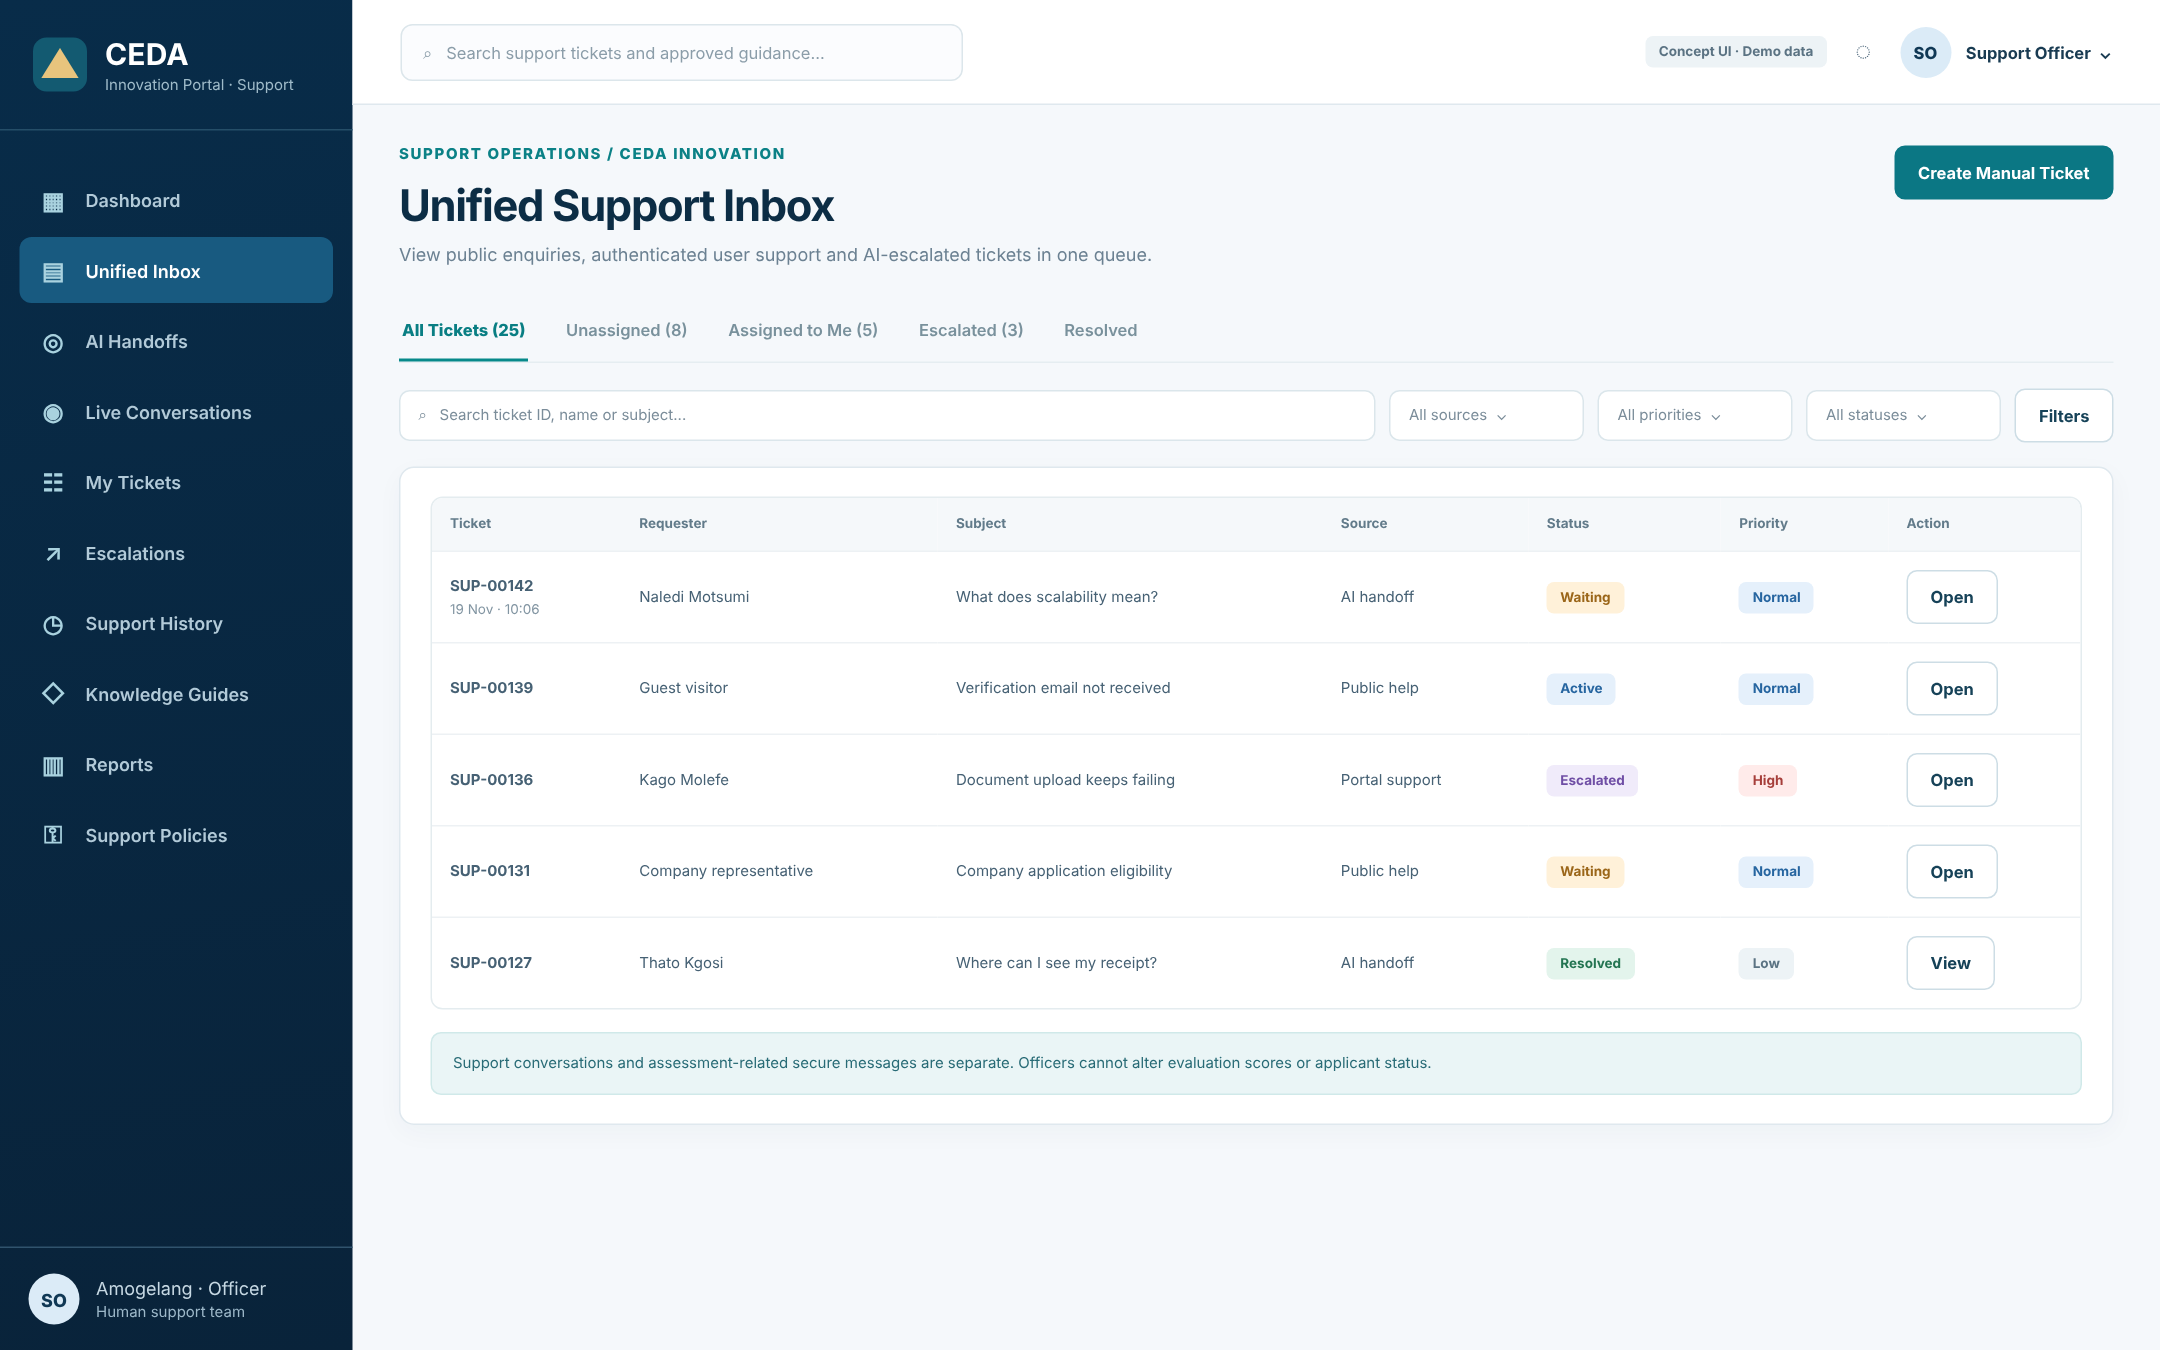 CEDA
Innovation Portal · Support
Dashboard
Unified Inbox
AI Handoffs
Live Conversations
My Tickets
Escalations
Support History
Knowledge Guides
Reports
Support Policies
SO
Amogelang · Officer
Human support team
Search support tickets and approved guidance...
Concept UI · Demo data
SO
Support Officer
SUPPORT OPERATIONS / CEDA INNOVATION
Unified Support Inbox
View public enquiries, authenticated user support and AI-escalated tickets in one queue.
Create Manual Ticket
All Tickets (25) Unassigned (8) Assigned to Me (5) Escalated (3) Resolved
Search ticket ID, name or subject... All sources All priorities All statuses Filters
Ticket Requester Subject Source Status Priority Action
SUP-00142 Naledi Motsumi What does scalability mean? AI handoff Waiting Normal Open
19 Nov · 10:06
SUP-00139 Guest visitor Verification email not received Public help Active Normal Open
SUP-00136 Kago Molefe Document upload keeps failing Portal support Escalated High Open
SUP-00131 Company representative Company application eligibility Public help Waiting Normal Open
SUP-00127 Thato Kgosi Where can I see my receipt? AI handoff Resolved Low View
Support conversations and assessment-related secure messages are separate. Officers cannot alter evaluation scores or applicant status.